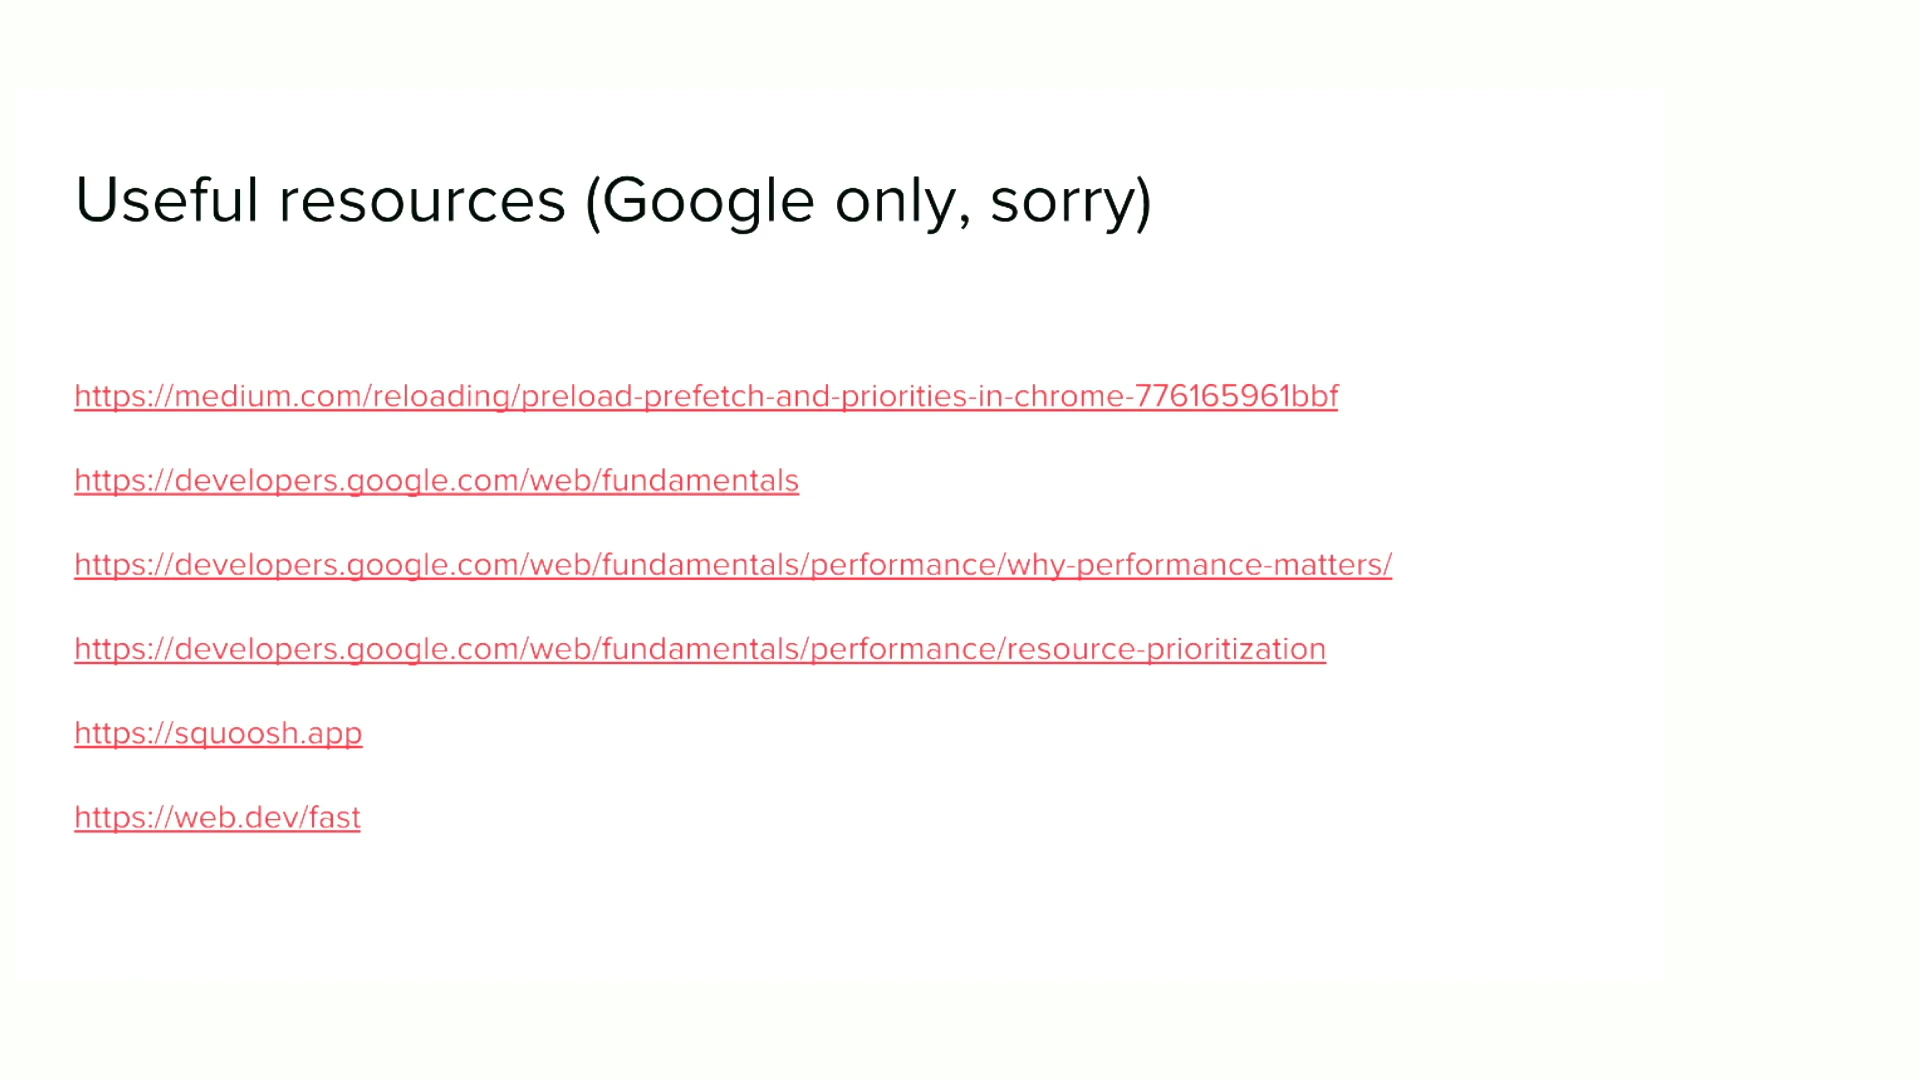 Useful resources (Google only, sorry)
https://medium.com/reloading/preload-prefetch-and-priorities-in-chrome-776165961bbf
https://developers.google.com/web/fundamentals
https://developers.google.com/web/fundamentals/performance/why-performance-matters/
https://developers.google.com/web/fundamentals/performance/resource-prioritization
https://squoosh.app
https://web.dev/fast